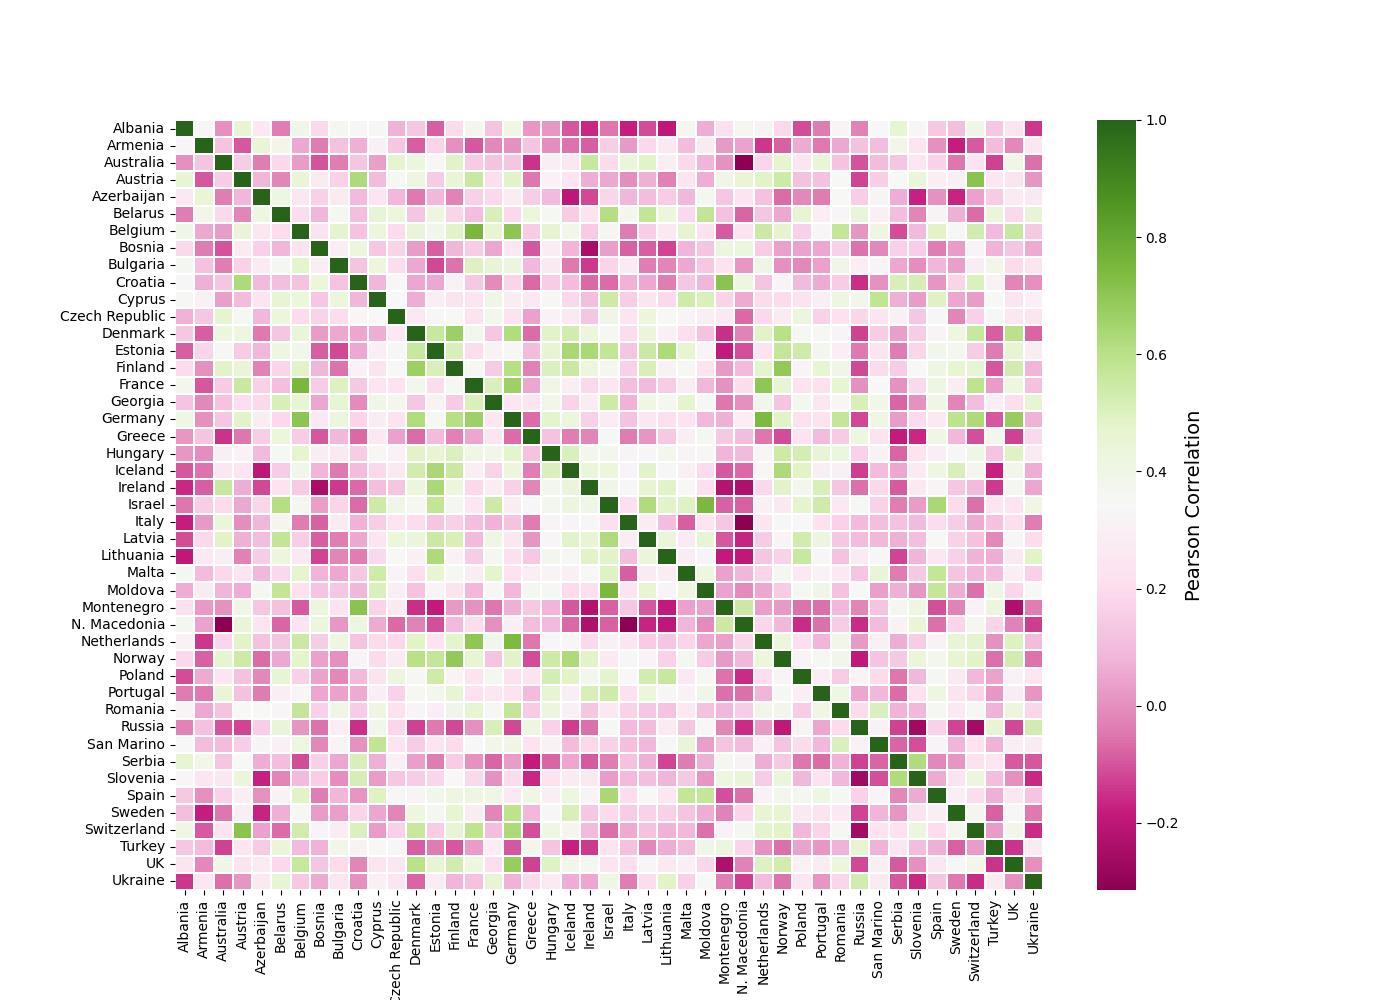 Albania
Armenia
Australia
Austria
Azerbaijan
Belarus
Belgium
Bosnia
Bulgaria
Croatia
Cyprus
Czech Republic
Denmark
Estonia
Finland
France
Georgia
Germany
Greece
Hungary
Iceland
Ireland
Israel
Italy
Latvia
Lithuania
Malta
Moldova
Montenegro
N. Macedonia
Netherlands
Norway
Poland
Portugal
Romania
Russia
San Marino
Serbia
Slovenia
Spain
Sweden
Switzerland
Turkey
UK
Ukraine
Albania
Armenia
Australia
Austria
Azerbaijan
Belarus
Belgium
Bosnia
Bulgaria
Croatia
Cyprus
Czech Republic
Denmark
Estonia
Finland
France
Georgia
Germany
Greece
Hungary
Iceland
Ireland
Israel
Italy
Latvia
Lithuania
Malta
Moldova
Montenegro
N. Macedonia
Netherlands
Norway
Poland
Portugal
Romania
Russia
San Marino
Serbia
Slovenia
Spain
Sweden
Switzerland
Turkey
UK
Ukraine
1.0
0.8
0.6
0.4
0.2
0.0
−0.2
Pearson Correlation